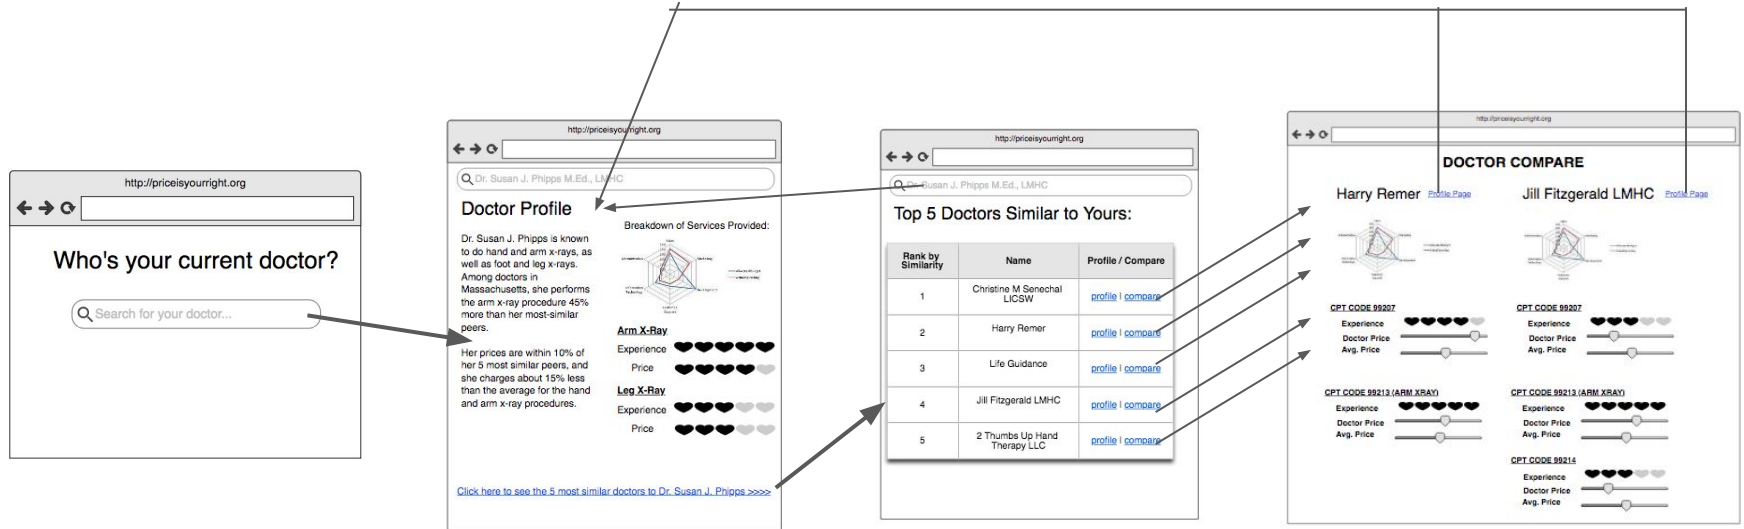 http://priceisyourright.org
Who's your current doctor?
Search for your doctor...
http://priceisyourright.org
Dr. Susan J. Phipps M.Ed., LMHC
Doctor Profile
Dr. Susan J. Phipps is known
to do hand and arm x-rays, as
well as foot and leg x-rays.
Among doctors in
Massachusetts, she performs
the arm x-ray procedure 45%
more than her most-similar
peers.
Her prices are within 10% of
her 5 most similar peers, and
she charges about 15% less
than the average for the hand
and arm x-ray procedures.
Breakdown of Services Provided:
Arm X-Ray
Experience
Price
Leg X-Ray
Experience
Price
Click here to see the 5 most similar doctors to Dr. Susan J. Phipps >>>>
http://priceisyourright.org
Dr. Susan J. Phipps M.Ed., LMHC
Top 5 Doctors Similar to Yours:
Rank by
Similarity
Name
Profile / Compare
1
Christine M Senechal
LICSW
profile | compare
2
Harry Remer
profile | compare
3
Life Guidance
profile | compare
4
Jill Fitzgerald LMHC
profile | compare
5
2 Thumbs Up Hand
Therapy LLC
profile | compare
http://priceisyourright.org
DOCTOR COMPARE
Harry Remer Profile Page
CPT CODE 99207
Experience
Doctor Price
Avg. Price
CPT CODE 99213 (ARM XRAY)
Experience
Doctor Price
Avg. Price
Jill Fitzgerald LMHC Profile Page
CPT CODE 99207
Experience
Doctor Price
Avg. Price
CPT CODE 99213 (ARM XRAY)
Experience
Doctor Price
Avg. Price
CPT CODE 99214
Experience
Doctor Price
Avg. Price